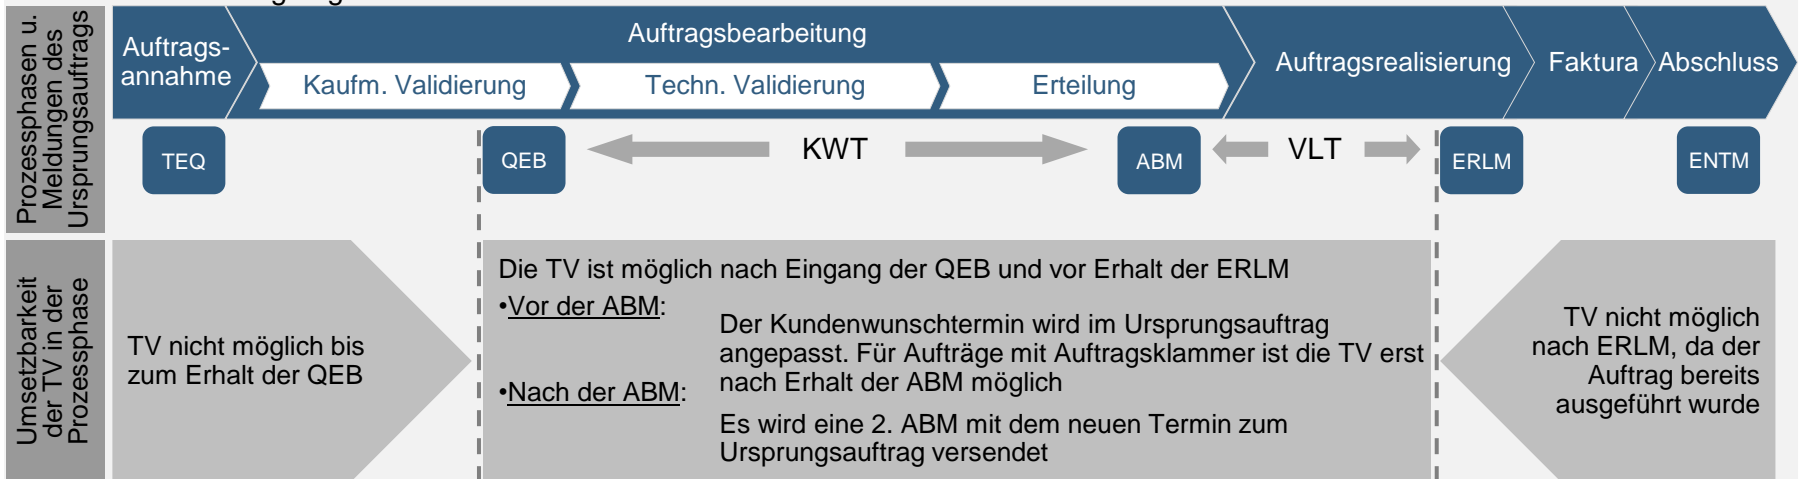 Prozessphasen u.
Meldungen des
Ursprungsauftrags
Auftrags-
annahme
Auftragsbearbeitung
Kaufm. Validierung
Techn. Validierung
Erteilung
Auftragsrealisierung
Faktura
Abschluss
TEQ
QEB
KWT
ABM
VLT
ERLM
ENTM
Umsetzbarkeit
der TV in der
Prozessphase
TV nicht möglich bis
zum Erhalt der QEB
Die TV ist möglich nach Eingang der QEB und vor Erhalt der ERLM
•Vor der ABM:
Der Kundenwunschtermin wird im Ursprungsauftrag
angepasst. Für Aufträge mit Auftragsklammer ist die TV erst
nach Erhalt der ABM möglich
•Nach der ABM:
Es wird eine 2. ABM mit dem neuen Termin zum
Ursprungsauftrag versendet
TV nicht möglich
nach ERLM, da der
Auftrag bereits
ausgeführt wurde